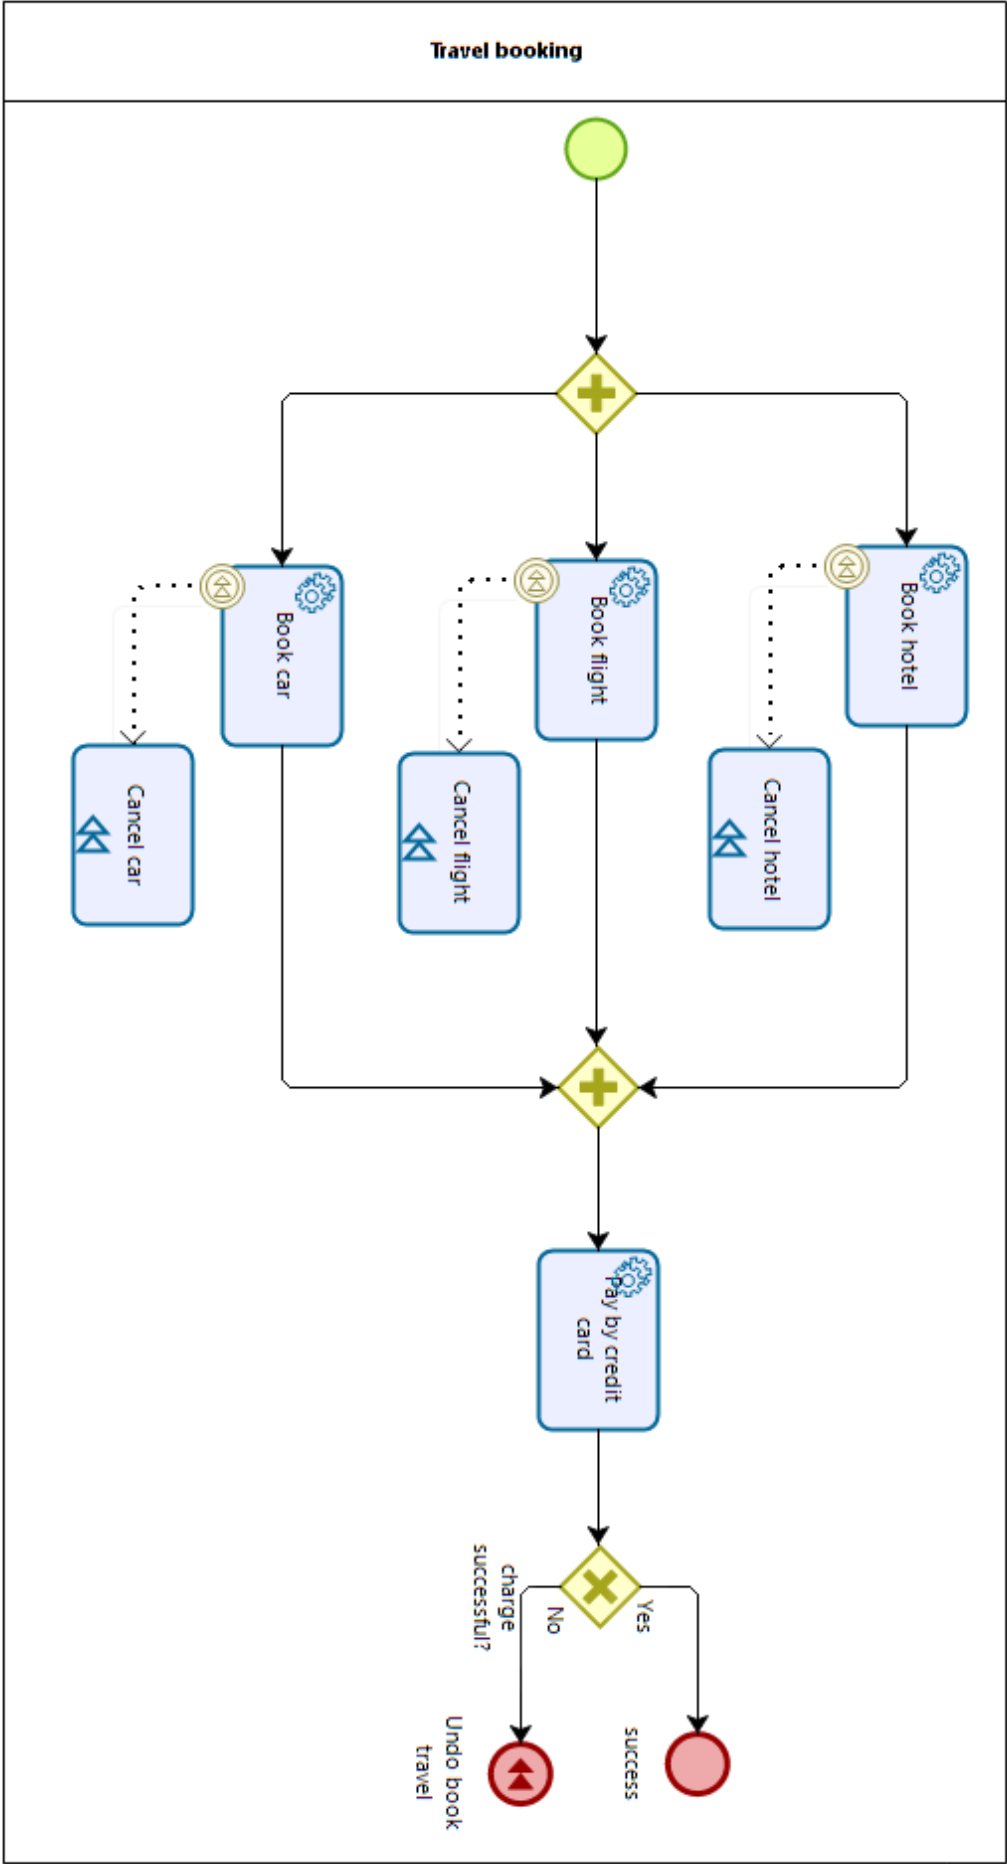 Travel booking
Book hotel
Cancel hotel
Book flight
Cancel flight
Book car
Cancel car
Pay by credit
card
charge
successful?
Yes
No
success
Undo book
travel